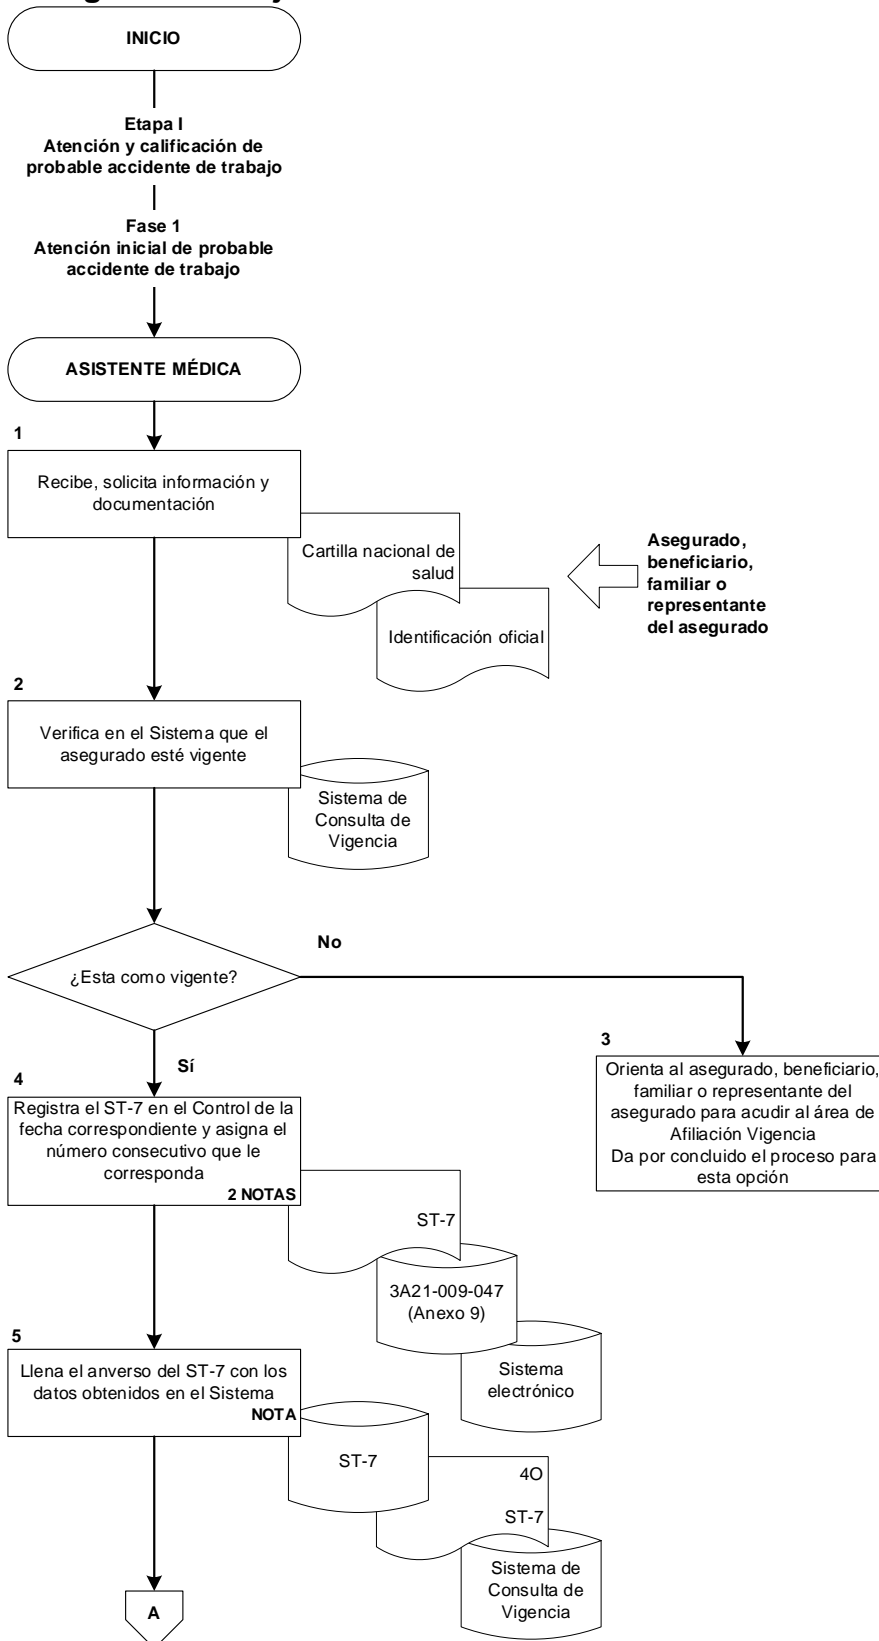 INICIO
Etapa I
Atención y calificación de
probable accidente de trabajo
Fase 1
Atención inicial de probable
accidente de trabajo
ASISTENTE MÉDICA
1
Recibe, solicita información y
documentación
Cartilla nacional de
salud
Identificación oficial
Asegurado,
beneficiario,
familiar o
representante
del asegurado
2
Verifica en el Sistema que el
asegurado esté vigente
Sistema de
Consulta de
Vigencia
¿Esta como vigente?
No
Sí
3
Orienta al asegurado, beneficiario,
familiar o representante del
asegurado para acudir al área de
Afiliación Vigencia
Da por concluido el proceso para
esta opción
4
Registra el ST-7 en el Control de la
fecha correspondiente y asigna el
número consecutivo que le
corresponda
2 NOTAS
ST-7
3A21-009-047
(Anexo 9)
Sistema
electrónico
5
Llena el anverso del ST-7 con los
datos obtenidos en el Sistema
NOTA
ST-7
4O
ST-7
Sistema de
Consulta de
Vigencia
A